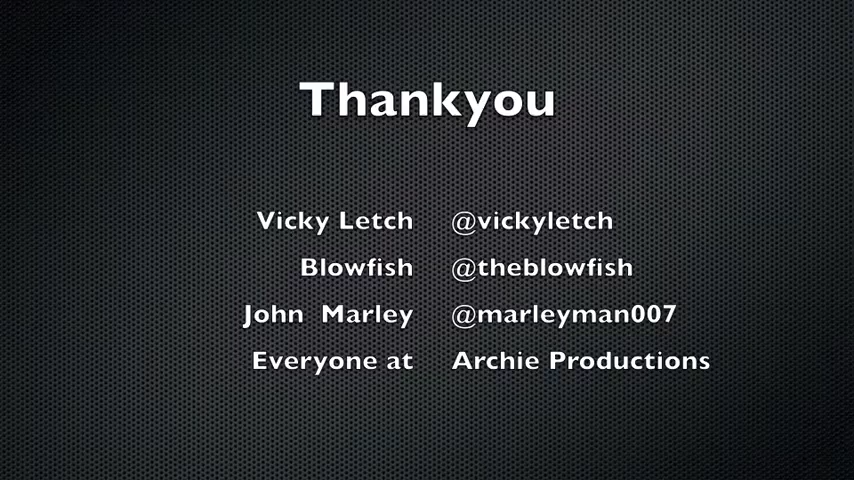 Thankyou
Vicky Letch @vickyletch
Blowfish @theblowfish
John Marley @marleyman007
Everyone at Archie Productions